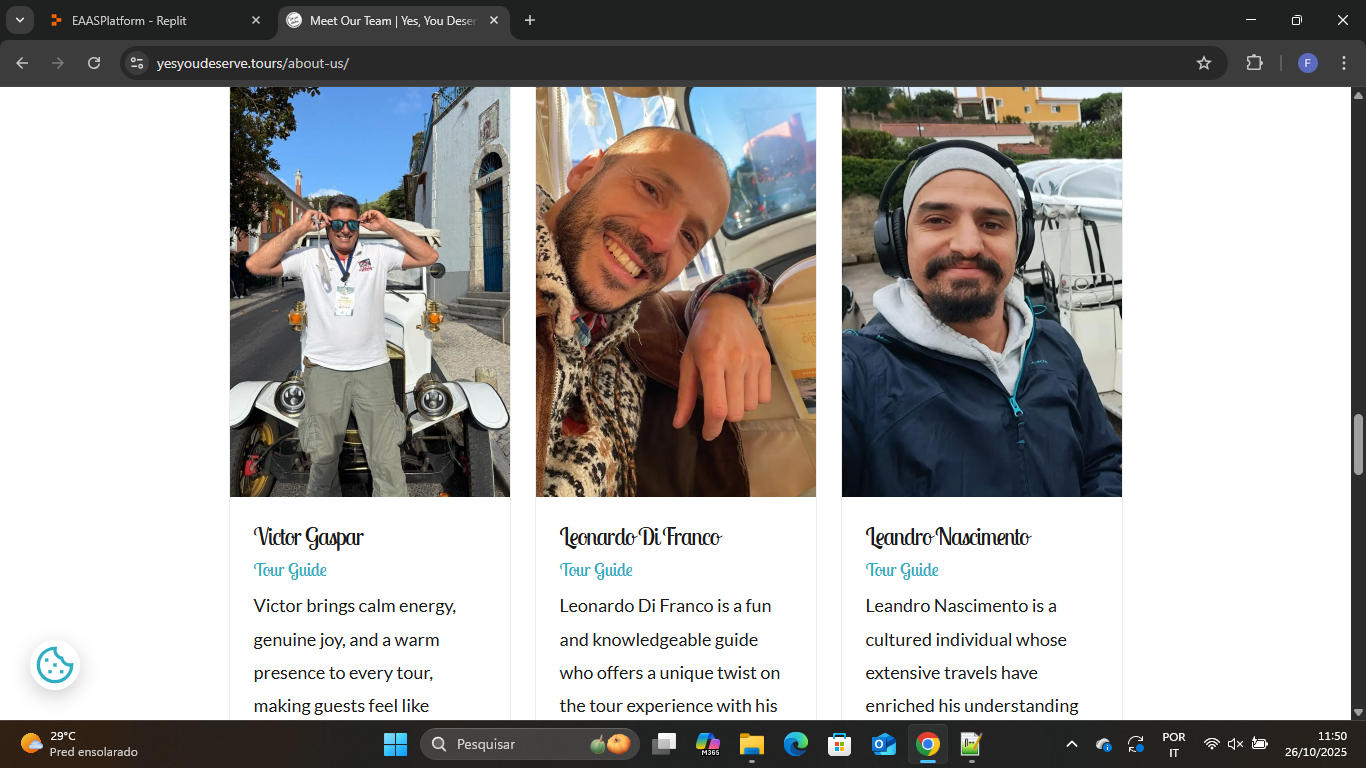 EAASPlatform - Replit
Meet Our Team | Yes, You Deser
yesyoudeserve.tours/about-us/
F
Victor Gaspar
Leonardo Di Franco
Leandro Nascimento
Tour Guide
Tour Guide
Tour Guide
Victor brings calm energy,
genuine joy, and a warm
presence to every tour,
making guests feel like
Leonardo Di Franco is a fun
and knowledgeable guide
who offers a unique twist on
the tour experience with his
Leandro Nascimento is a
cultured individual whose
extensive travels have
enriched his understanding
29°C
Pred ensolarado
Pesquisar
M365
POR
IT
11:50
26/10/2025